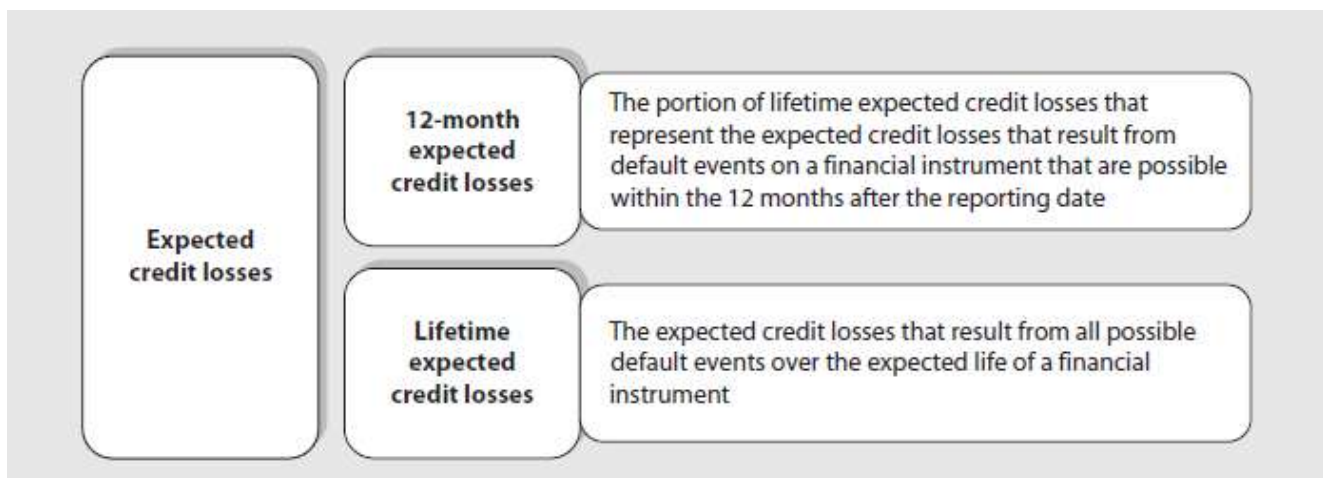 Expected
credit losses
12-month
expected
credit losses
The portion of lifetime expected credit losses that
represent the expected credit losses that result from
default events on a financial instrument that are possible
within the 12 months after the reporting date
Lifetime
expected
credit losses
The expected credit losses that result from all possible
default events over the expected life of a financial
instrument